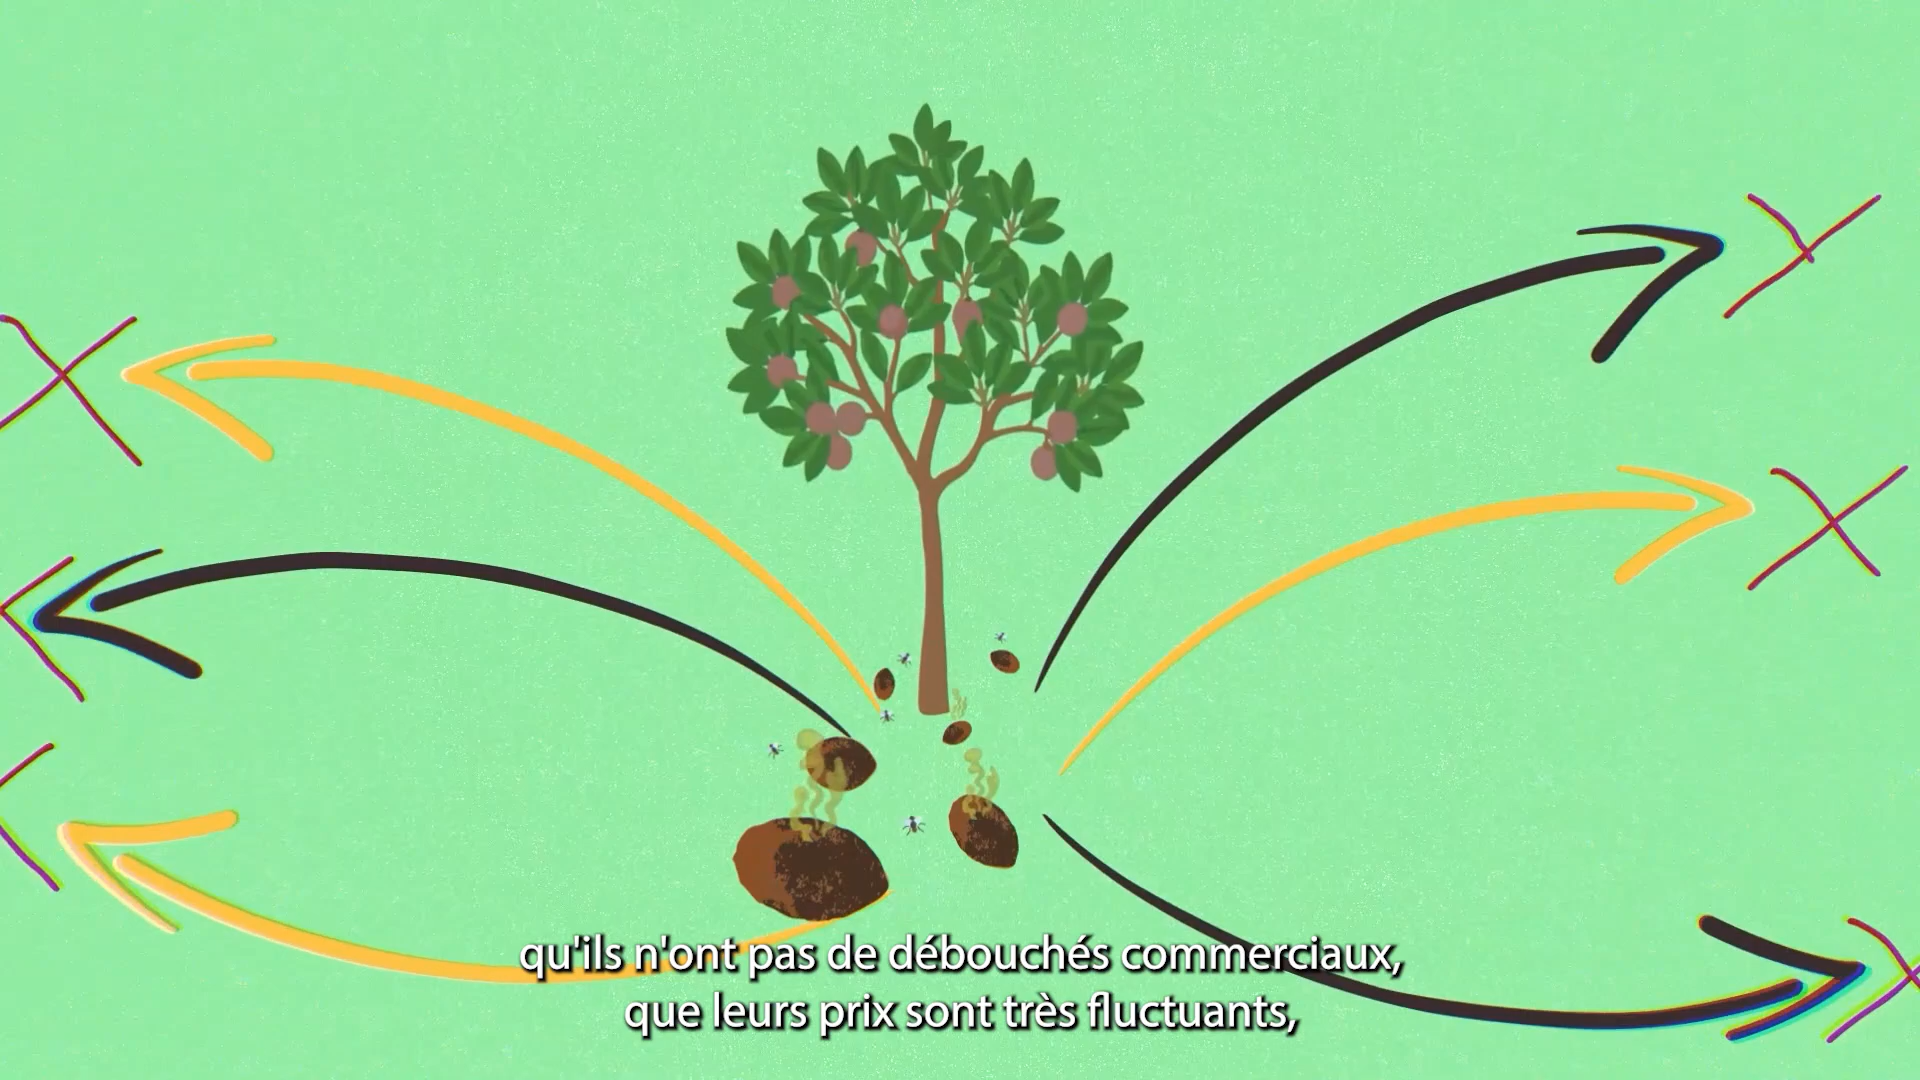 qu'ils n'ont pas de débouchés commerciaux,
que leurs prix sont très fluctuants,